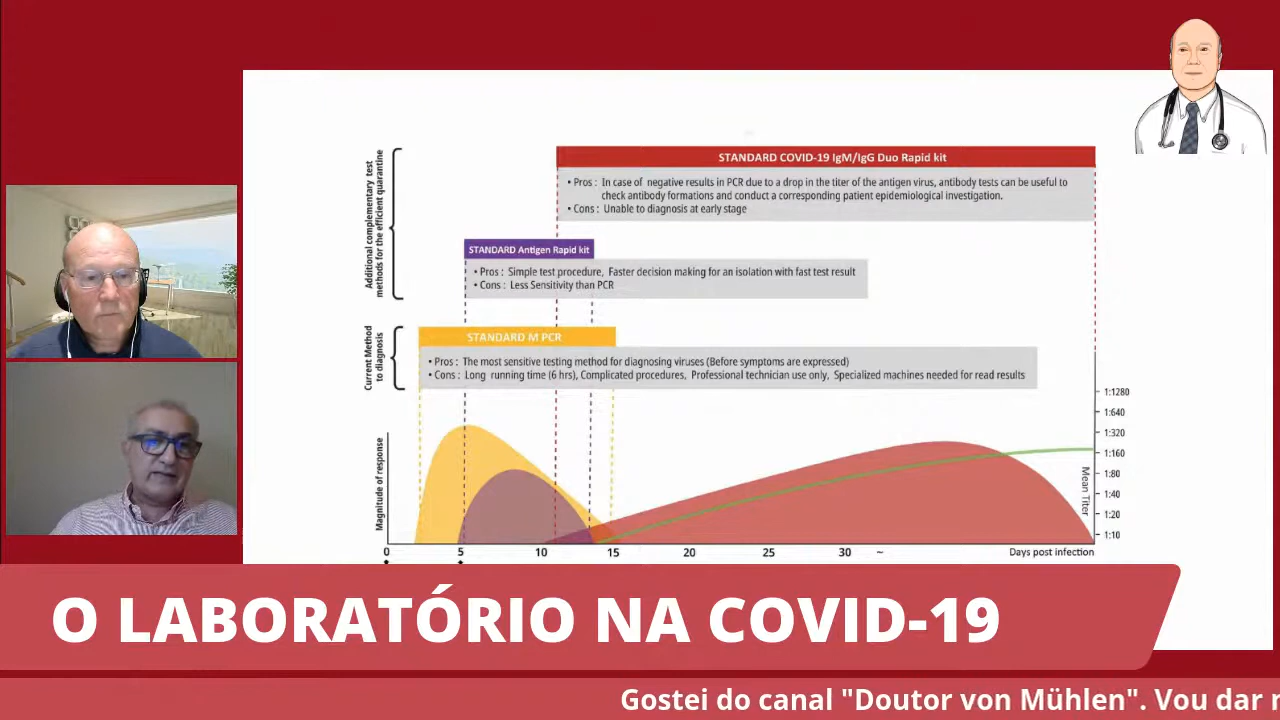 STANDARD COVID-19 IgM/IgG Duo Rapid kit
• Pros : In case of negative results in PCR due to a drop in the titer of the antigen virus, antibody tests can be useful to
check antibody formations and conduct a corresponding patient epidemiological investigation.
• Cons : Unable to diagnosis at early stage
Additional complementary test
methods for the efficient quarantine
STANDARD Antigen Rapid kit
• Pros : Simple test procedure, Faster decision making for an isolation with fast test result
• Cons : Less Sensitivity than PCR
Current Method
to diagnosis
STANDARD M PCR
• Pros : The most sensitive testing method for diagnosing viruses (Before symptoms are expressed)
• Cons : Long running time (6 hrs), Complicated procedures, Professional technician use only, Specialized machines needed for read results
Magnitude of response
1:1280
1:640
1:320
1:160
1:80
1:40
1:20
1:10
Mean Titer
0 5 10 15 20 25 30 ~ Days post infection
O LABORATÓRIO NA COVID-19
Gostei do canal "Doutor von Mühlen". Vou dar